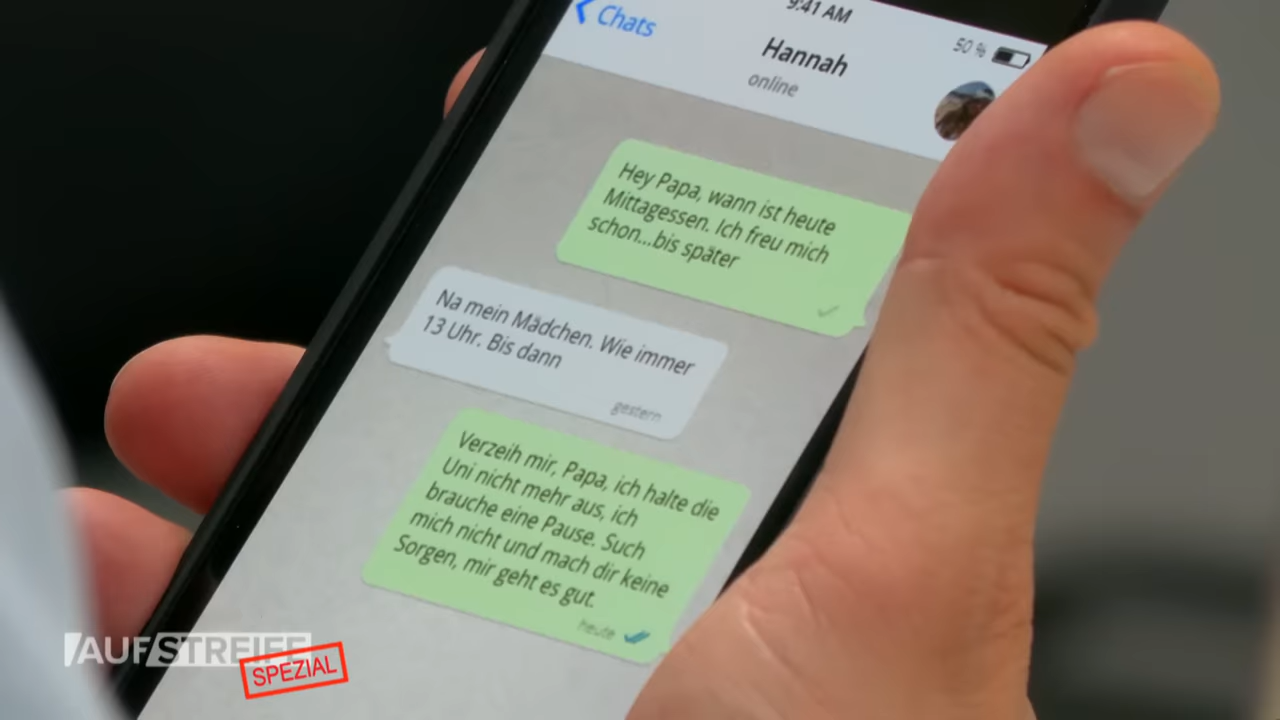 9:41 AM
Chats
50 %
Hannah
online
Hey Papa, wann ist heute
Mittagessen. Ich freu mich
schon...bis später
Na mein Mädchen. Wie immer
13 Uhr. Bis dann
gestern
Verzeih mir, Papa, ich halte die
Uni nicht mehr aus, ich
brauche eine Pause. Such
mich nicht und mach dir keine
Sorgen, mir geht es gut.
heute
AUF STREIFE
SPEZIAL